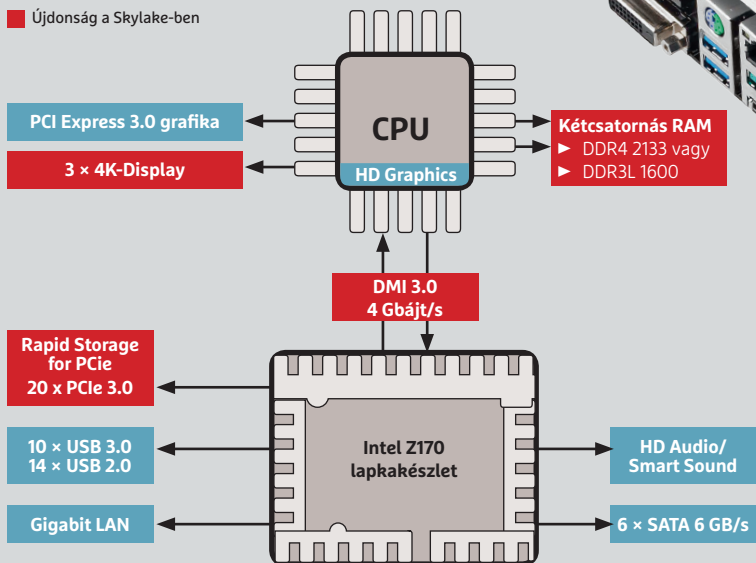 Újdonság a Skylake-ben
CPU
HD Graphics
PCI Express 3.0 grafika
3 × 4K-Display
Kétcsatornás RAM
► DDR4 2133 vagy
► DDR3L 1600
DMI 3.0
4 Gbájt/s
Rapid Storage
for PCIe
20 x PCIe 3.0
10 × USB 3.0
14 × USB 2.0
Gigabit LAN
Intel Z170
lapkakészlet
HD Audio/
Smart Sound
6 × SATA 6 GB/s